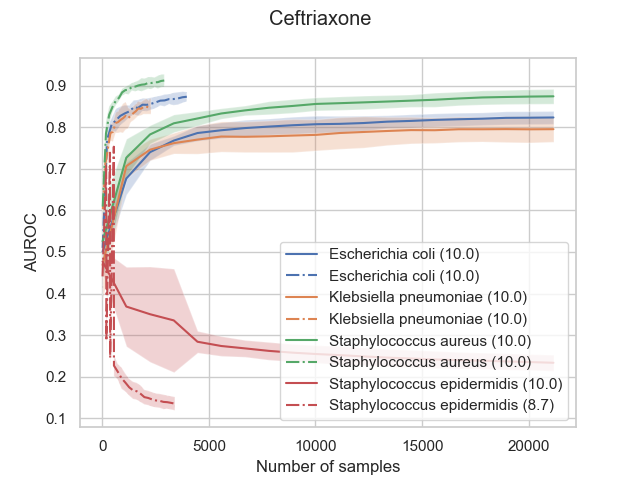 Ceftriaxone
AUROC
0.9
0.8
0.7
0.6
0.5
0.4
0.3
0.2
0.1
Escherichia coli (10.0)
Escherichia coli (10.0)
Klebsiella pneumoniae (10.0)
Klebsiella pneumoniae (10.0)
Staphylococcus aureus (10.0)
Staphylococcus aureus (10.0)
Staphylococcus epidermidis (10.0)
Staphylococcus epidermidis (8.7)
0 5000 10000 15000 20000
Number of samples